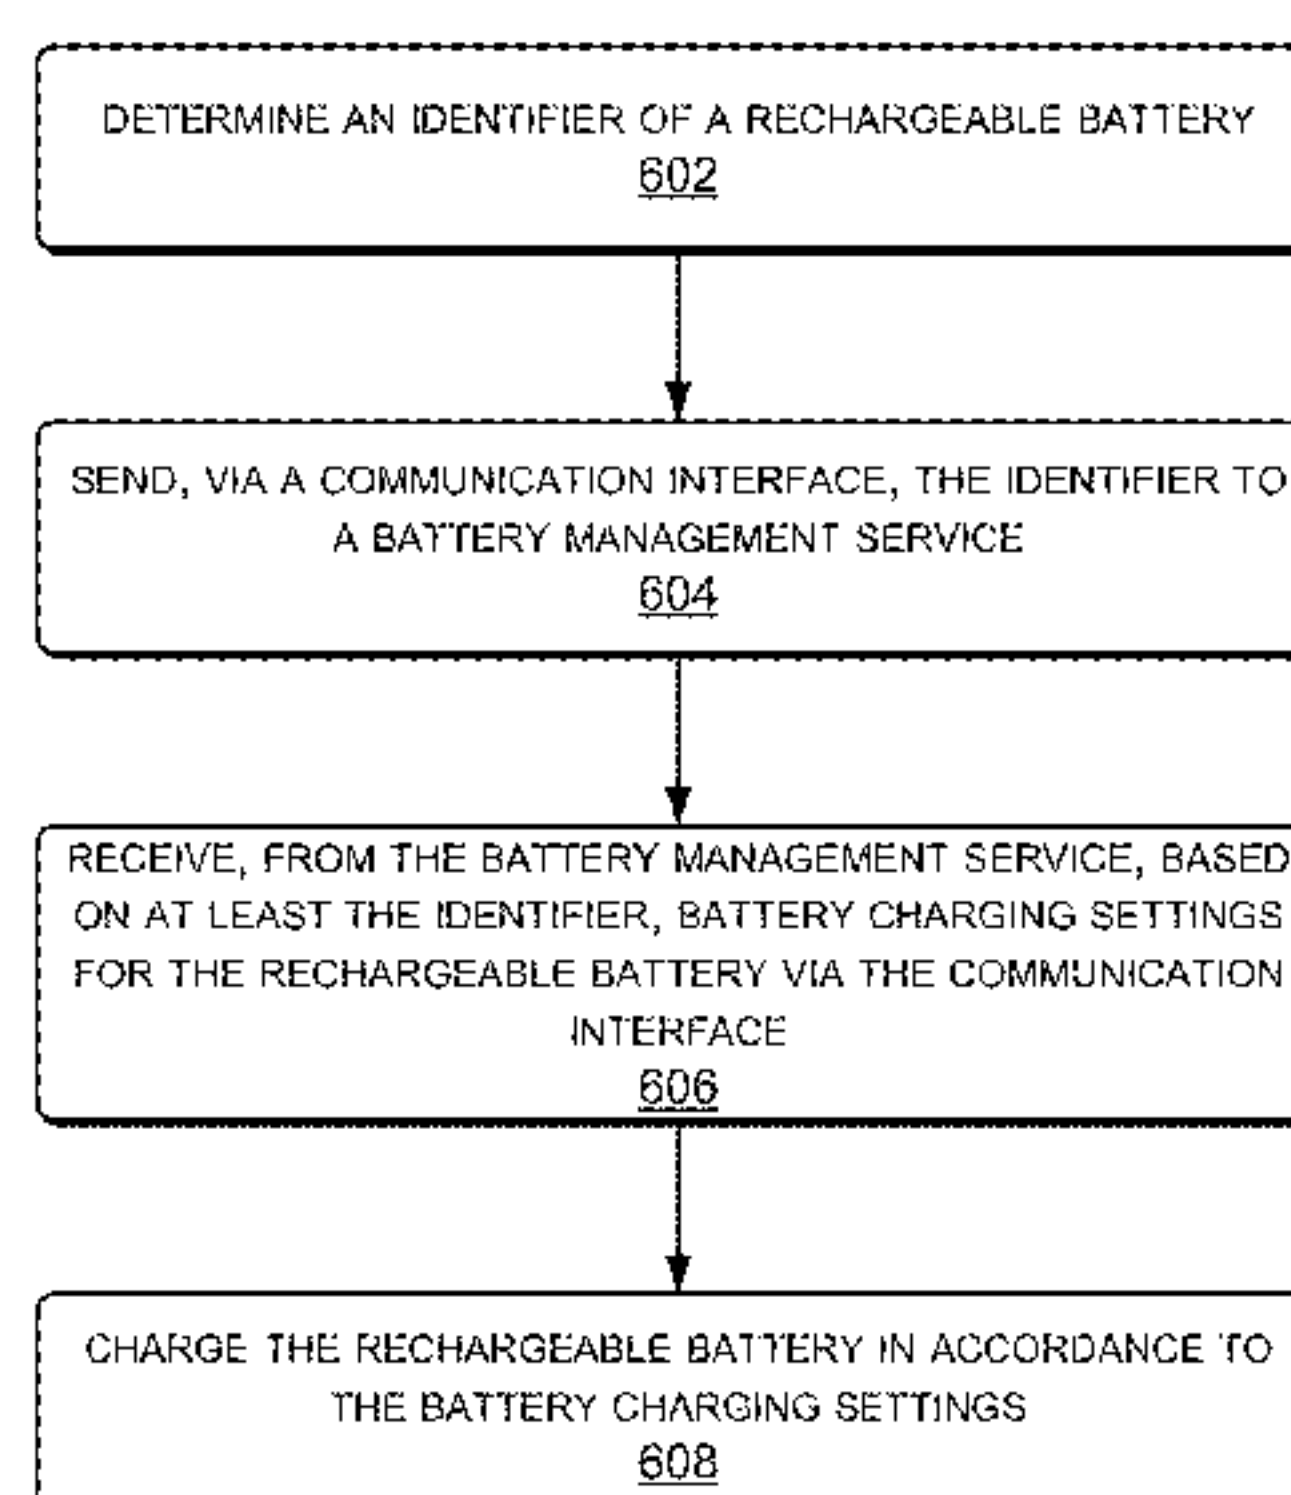 DETERMINE AN IDENTIFIER OF A RECHARGEABLE BATTERY
602
SEND, VIA A COMMUNICATION INTERFACE, THE IDENTIFIER TO
A BATTERY MANAGEMENT SERVICE
604
RECEIVE, FROM THE BATTERY MANAGEMENT SERVICE, BASED
ON AT LEAST THE IDENTIFIER, BATTERY CHARGING SETTINGS
FOR THE RECHARGEABLE BATTERY VIA THE COMMUNICATION
INTERFACE
606
CHARGE THE RECHARGEABLE BATTERY IN ACCORDANCE TO
THE BATTERY CHARGING SETTINGS
608